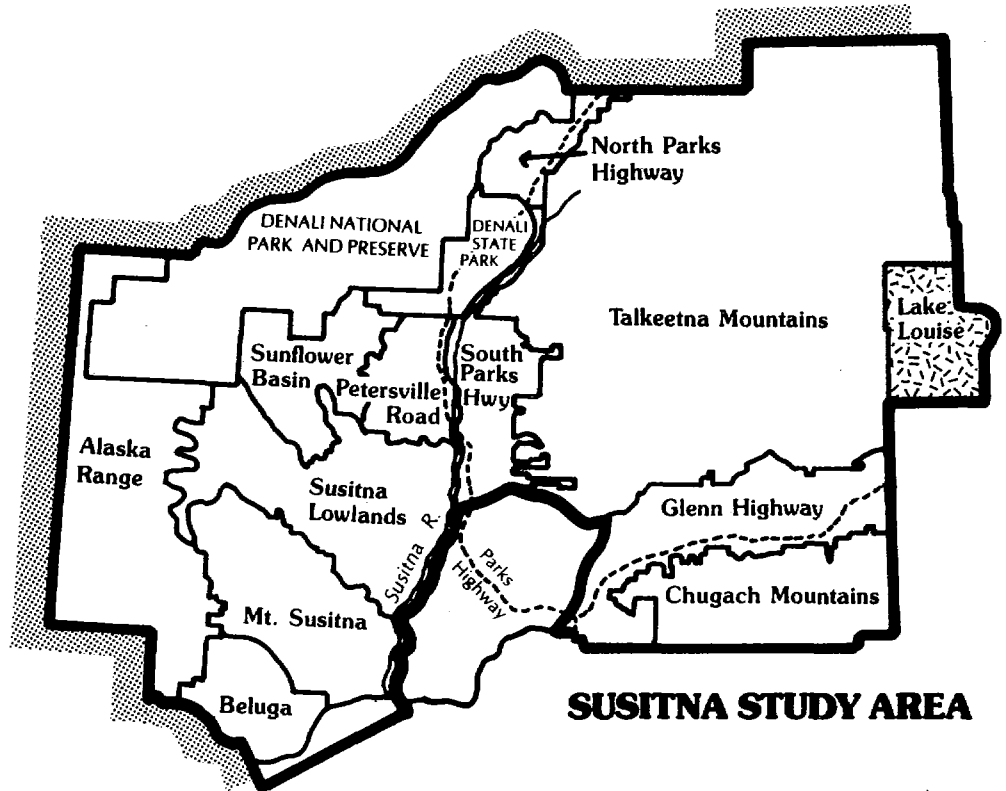 North Parks
Highway
DENALI NATIONAL
PARK AND PRESERVE
DENALI
STATE
PARK
Talkeetna Mountains
Lake
Louise
Sunflower
Basin
Petersville
Road
South
Parks
Hwy
Alaska
Range
Susitna
Lowlands
Susitna R.
Parks
Highway
Glenn Highway
Chugach Mountains
Mt. Susitna
Beluga
SUSITNA STUDY AREA